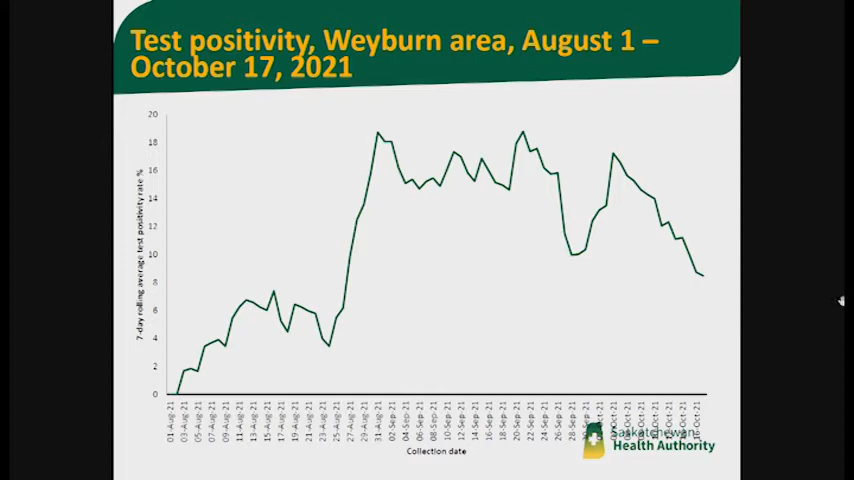 Test positivity, Weyburn area, August 1 –
October 17, 2021
20
18
16
14
12
10
8
6
4
2
0
7-day rolling average test positivity rate %
01-Aug-21
03-Aug-21
05-Aug-21
07-Aug-21
09-Aug-21
11-Aug-21
13-Aug-21
15-Aug-21
17-Aug-21
19-Aug-21
21-Aug-21
23-Aug-21
25-Aug-21
27-Aug-21
29-Aug-21
31-Aug-21
02-Sep-21
04-Sep-21
06-Sep-21
08-Sep-21
10-Sep-21
12-Sep-21
14-Sep-21
16-Sep-21
18-Sep-21
20-Sep-21
22-Sep-21
24-Sep-21
26-Sep-21
28-Sep-21
16-Oct-21
Collection date
Saskatchewan
Health Authority